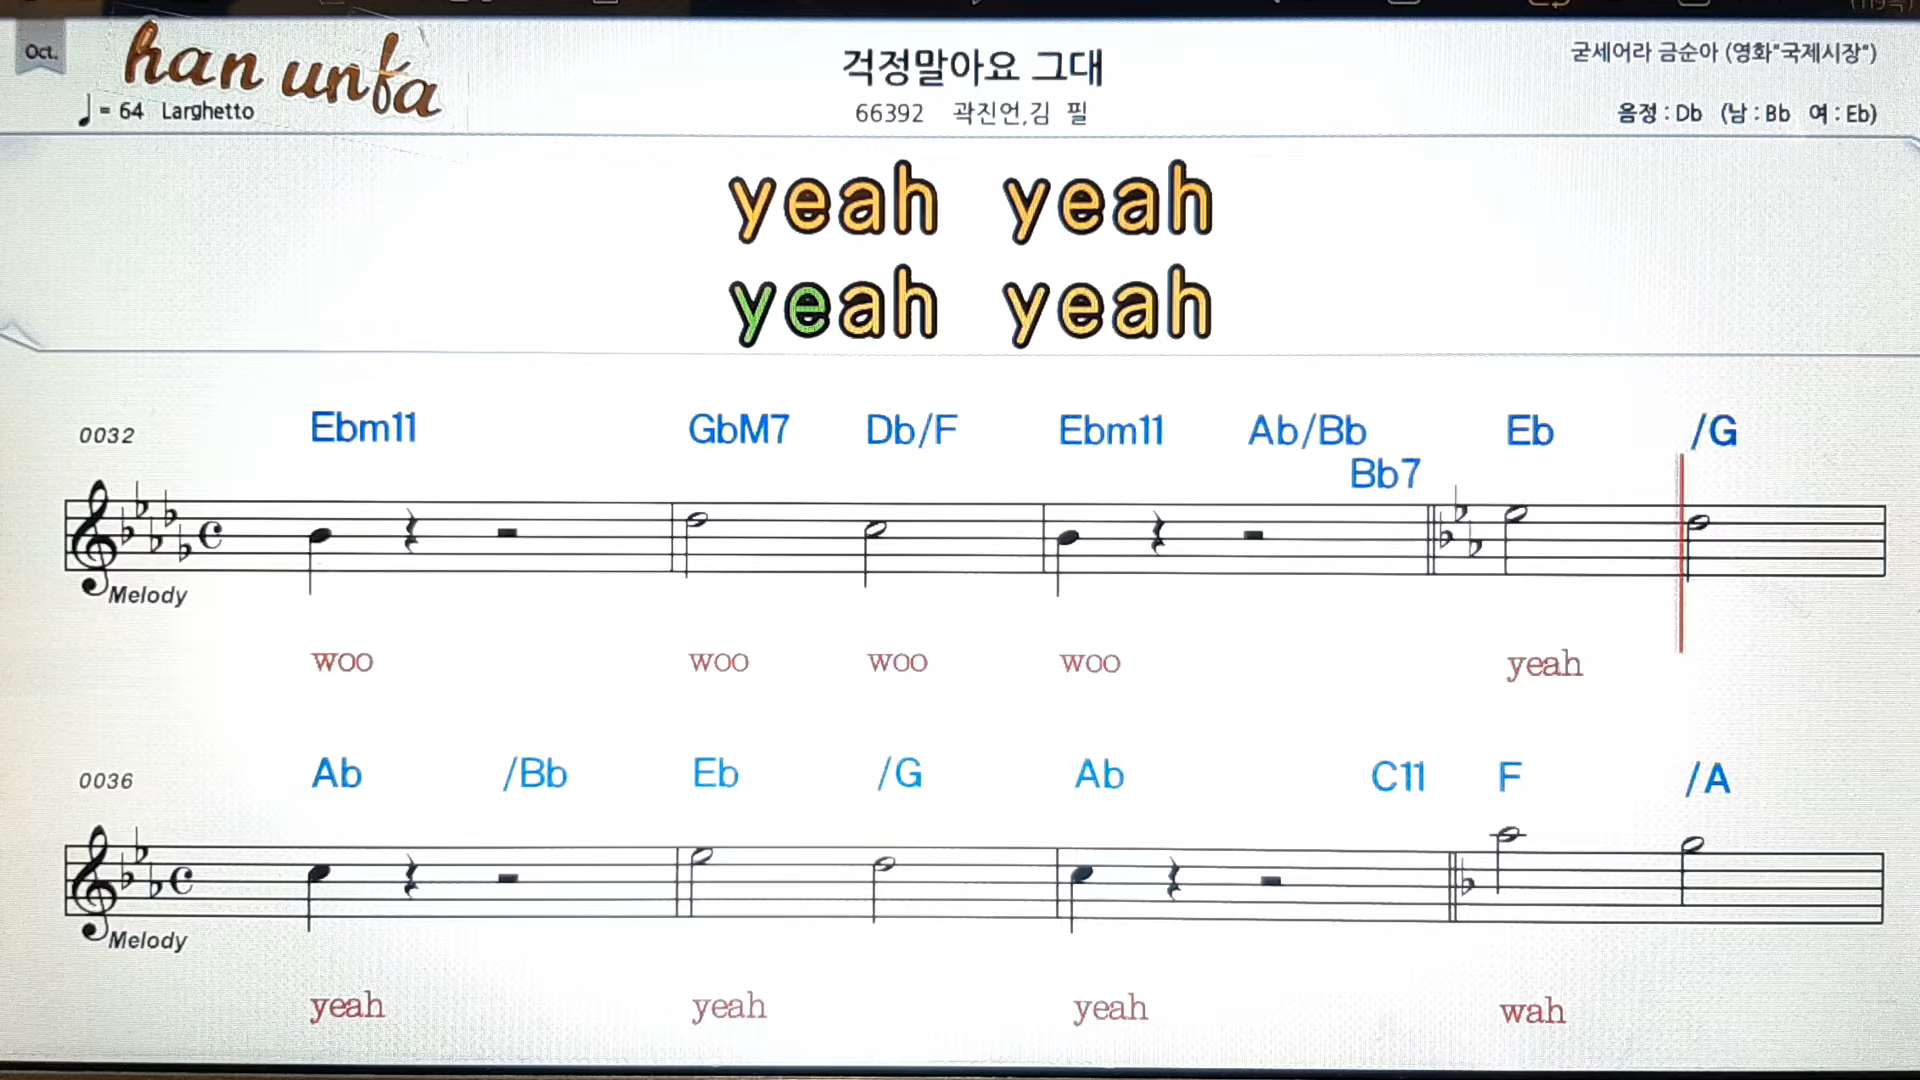 Oct.
han unfa
♩ = 64 Larghetto
걱정말아요 그대
66392 곽진언,김 필
굳세어라 금순아 (영화"국제시장")
음정 : Db (남 : Bb 여 : Eb)
yeah yeah
yeah yeah
0032 Ebm11 GbM7 Db/F Ebm11 Ab/Bb Eb /G
Bb7
Melody
woo woo woo woo yeah
0036 Ab /Bb Eb /G Ab C11 F /A
Melody
yeah yeah yeah wah